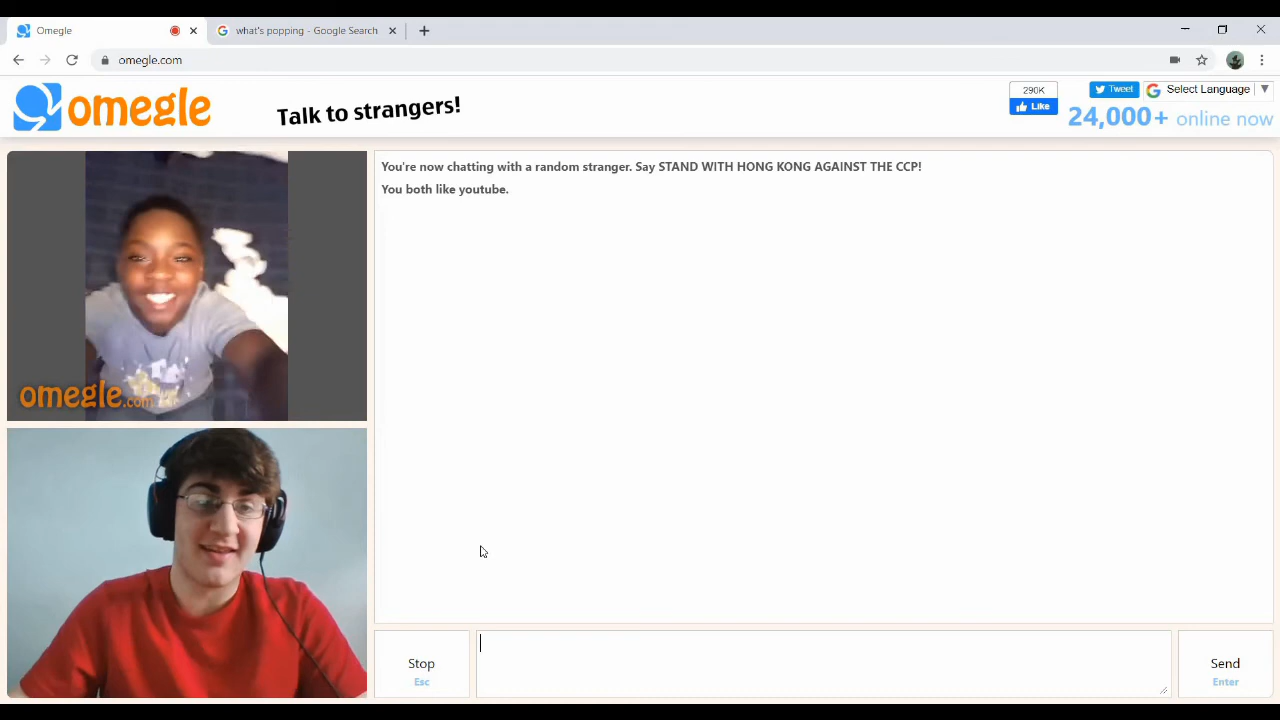 Omegle
what's popping - Google Search
omegle.com
omegle
Talk to strangers!
290K
Like
Tweet
Select Language
24,000+ online now
You're now chatting with a random stranger. Say STAND WITH HONG KONG AGAINST THE CCP!
You both like youtube.
omegle.com
Stop
Esc
Send
Enter